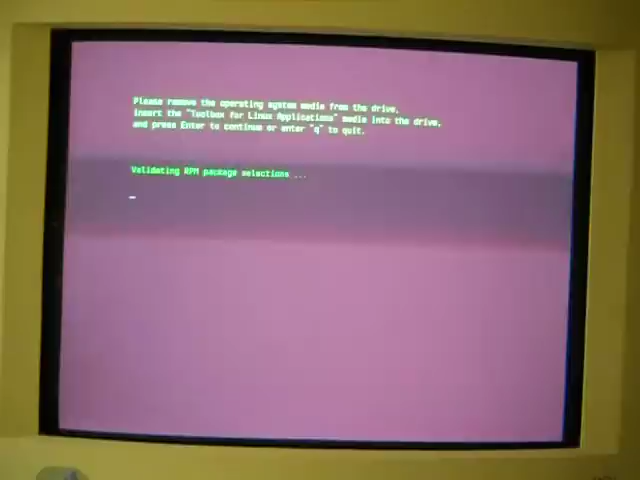 Please remove the operating system media from the drive,
insert the "Toolbox for Linux Applications" media into the drive,
and press Enter to continue or enter "q" to quit.
Validating RPM package selections ...